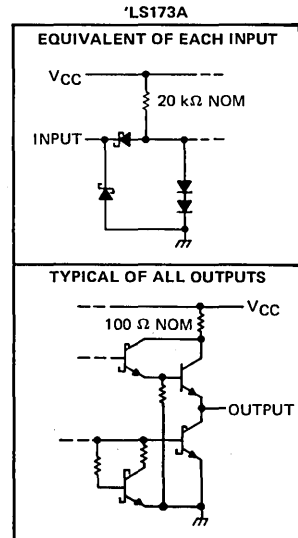 'LS173A
EQUIVALENT OF EACH INPUT
VCC
20 kΩ NOM
INPUT
TYPICAL OF ALL OUTPUTS
VCC
100 Ω NOM
OUTPUT